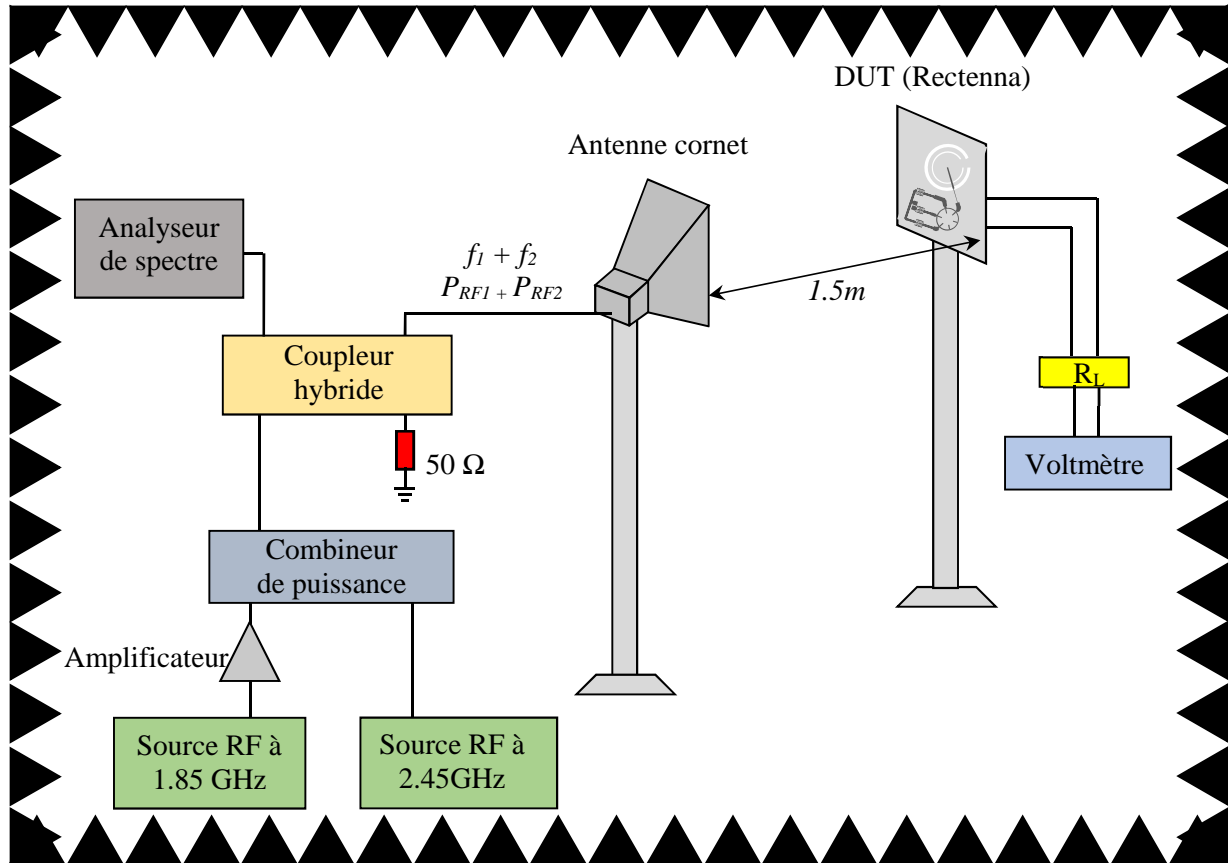 DUT (Rectenna)
Antenne cornet
Analyseur
de spectre
f1 + f2
PRF1 + PRF2
1.5m
Coupleur
hybride
RL
50 Ω
Voltmètre
Combineur
de puissance
Amplificateur
Source RF à
1.85 GHz
Source RF à
2.45GHz